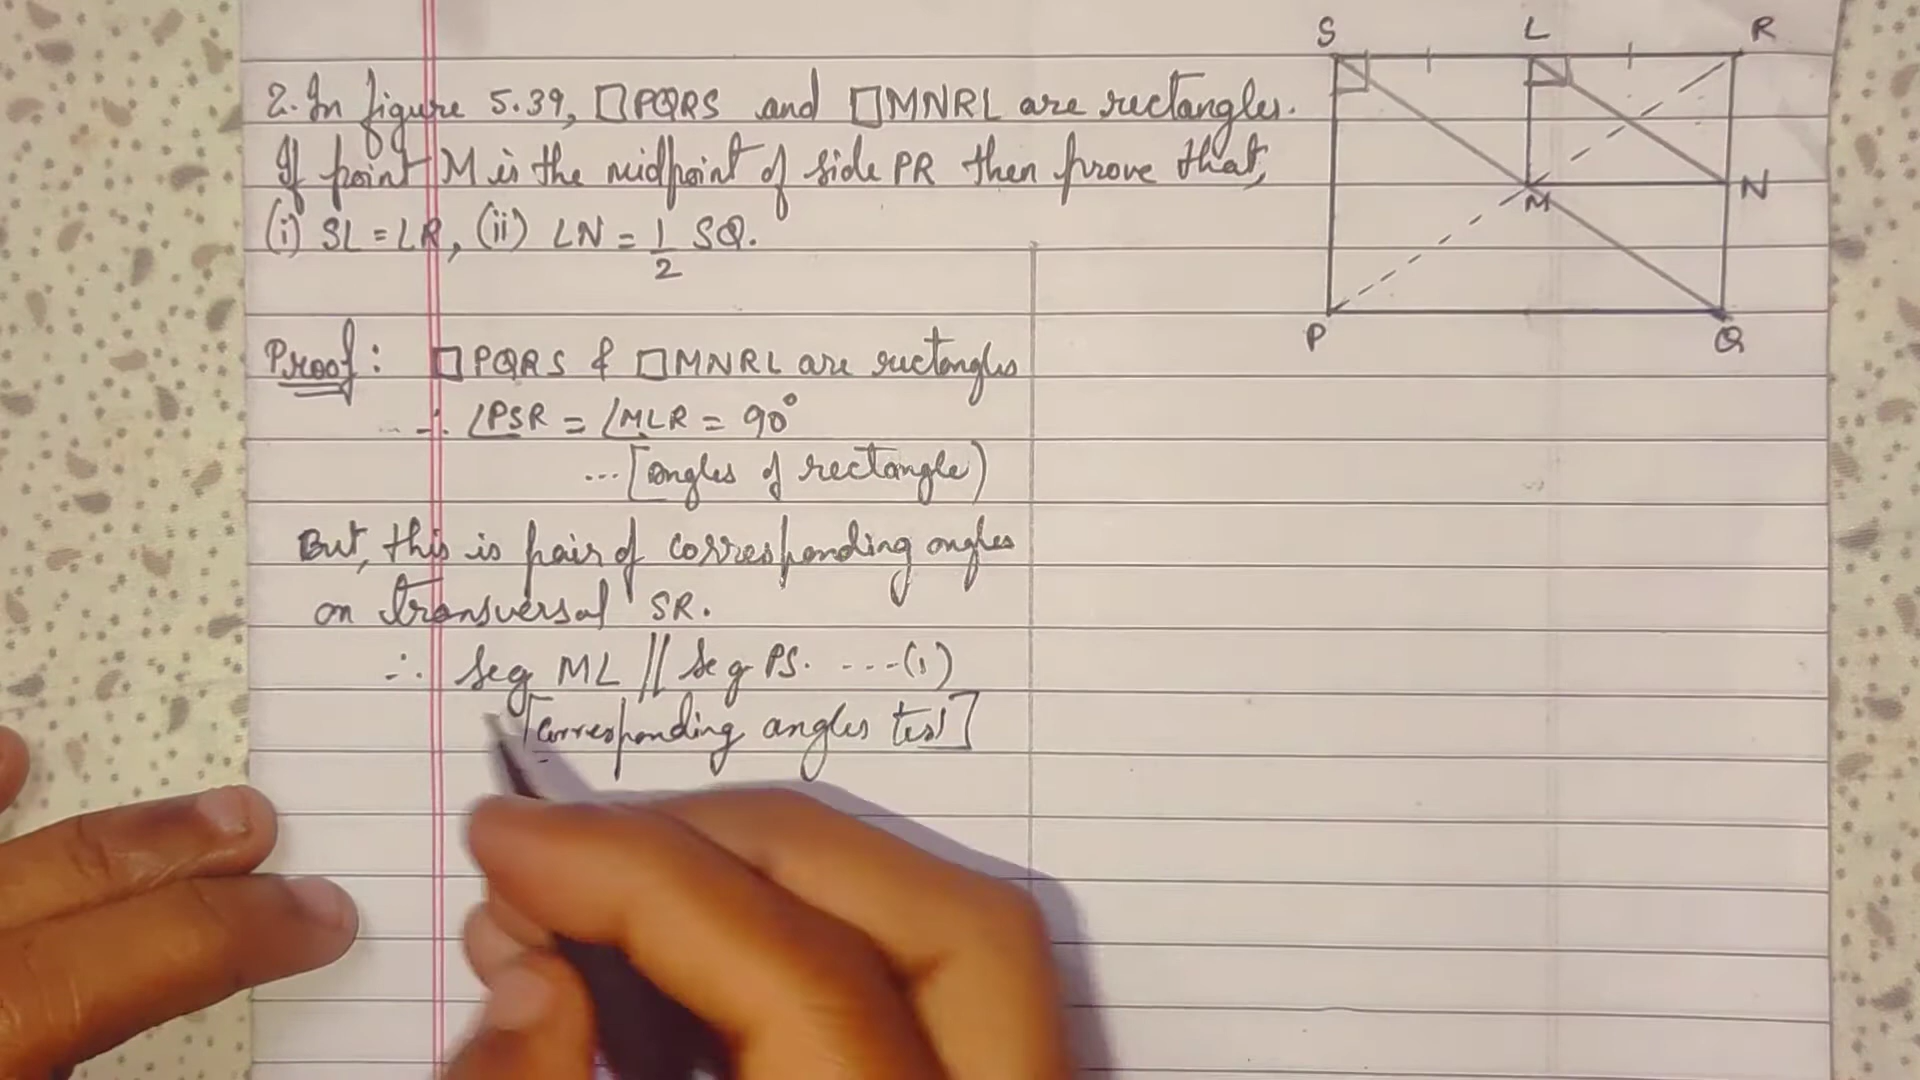 2. In figure 5.39, □PQRS and □MNRL are rectangles.
If point M is the midpoint of side PR then prove that,
(i) SL = LR, (ii) LN = 1/2 SQ.
S L R
M N
P Q
Proof: □PQRS & □MNRL are rectangles
∴ ∠PSR = ∠MLR = 90°
... [angles of rectangle)
But, this is pair of corresponding angles
on transversal SR.
∴ seg ML || seg PS. ----(1)
[corresponding angles test]